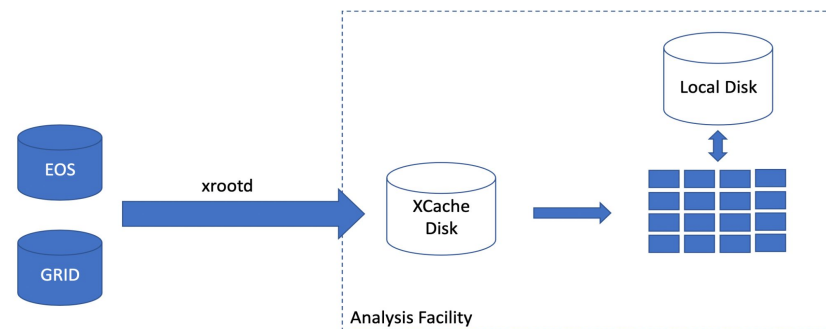 Local Disk
EOS
xrootd
XCache
Disk
GRID
Analysis Facility